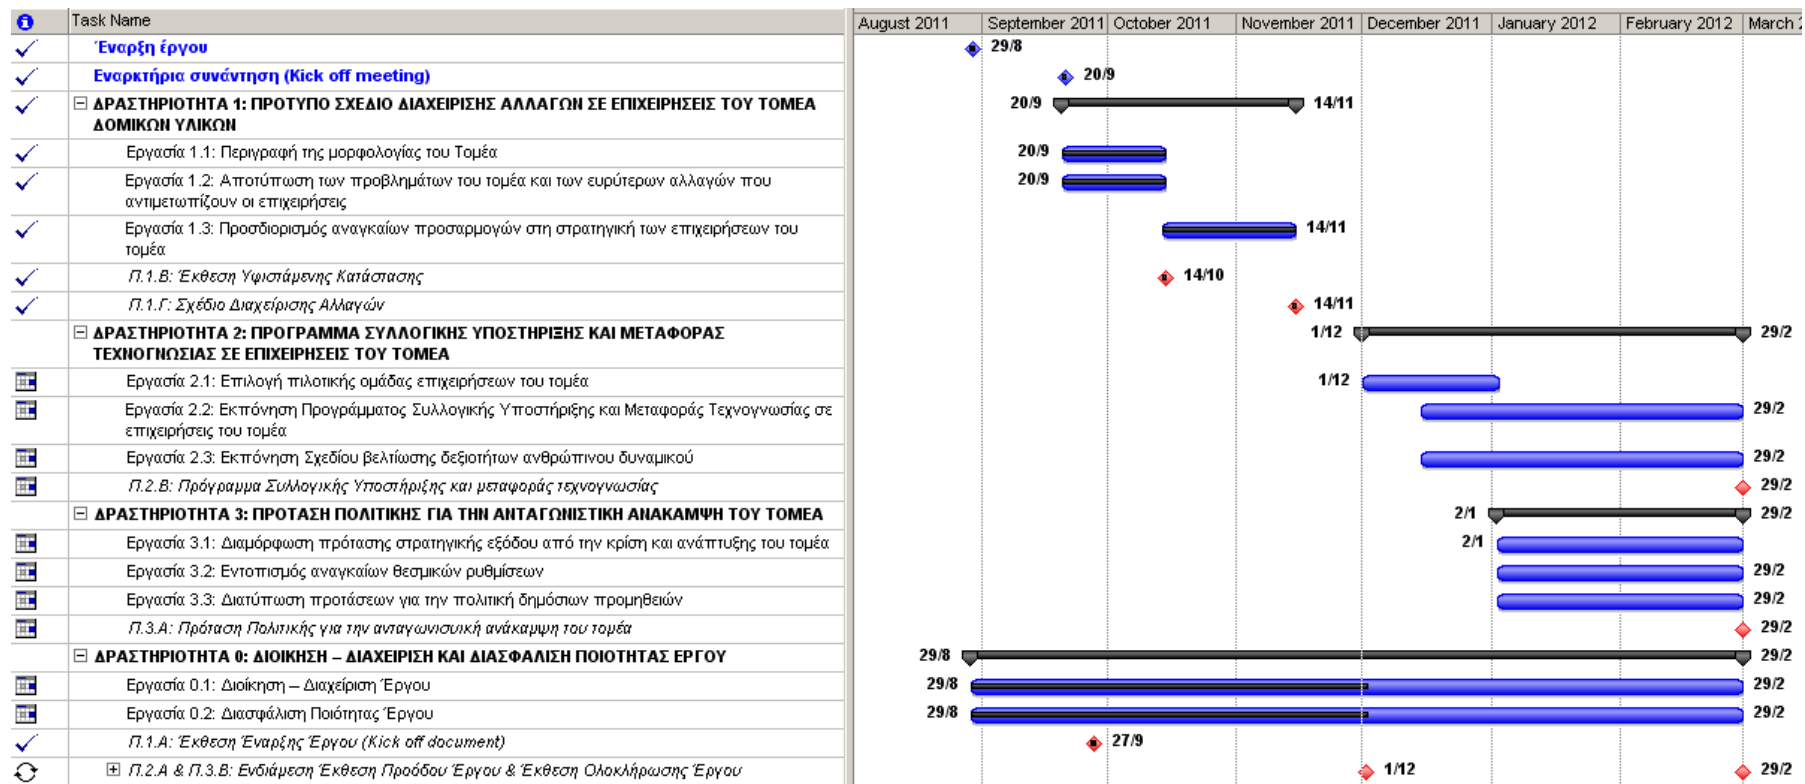 Task Name August 2011 September 2011 October 2011 November 2011 December 2011 January 2012 February 2012 March 2
Έναρξη έργου 29/8
Εναρκτήρια συνάντηση (Kick off meeting) 20/9
ΔΡΑΣΤΗΡΙΟΤΗΤΑ 1: ΠΡΟΤΥΠΟ ΣΧΕΔΙΟ ΔΙΑΧΕΙΡΙΣΗΣ ΑΛΛΑΓΩΝ ΣΕ ΕΠΙΧΕΙΡΗΣΕΙΣ ΤΟΥ ΤΟΜΕΑ 20/9 14/11
ΔΟΜΙΚΩΝ ΥΛΙΚΩΝ
Εργασία 1.1: Περιγραφή της μορφολογίας του Τομέα 20/9
Εργασία 1.2: Αποτύπωση των προβλημάτων του τομέα και των ευρύτερων αλλαγών που 20/9
αντιμετωπίζουν οι επιχειρήσεις
Εργασία 1.3: Προσδιορισμός αναγκαίων προσαρμογών στη στρατηγική των επιχειρήσεων του 14/11
τομέα
Π.1.Β: Έκθεση Υφιστάμενης Κατάστασης 14/10
Π.1.Γ: Σχέδιο Διαχείρισης Αλλαγών 14/11
ΔΡΑΣΤΗΡΙΟΤΗΤΑ 2: ΠΡΟΓΡΑΜΜΑ ΣΥΛΛΟΓΙΚΗΣ ΥΠΟΣΤΗΡΙΞΗΣ ΚΑΙ ΜΕΤΑΦΟΡΑΣ 1/12 29/2
ΤΕΧΝΟΓΝΩΣΙΑΣ ΣΕ ΕΠΙΧΕΙΡΗΣΕΙΣ ΤΟΥ ΤΟΜΕΑ
Εργασία 2.1: Επιλογή πιλοτικής ομάδας επιχειρήσεων του τομέα 1/12
Εργασία 2.2: Εκπόνηση Προγράμματος Συλλογικής Υποστήριξης και Μεταφοράς Τεχνογνωσίας σε 29/2
επιχειρήσεις του τομέα
Εργασία 2.3: Εκπόνηση Σχεδίου βελτίωσης δεξιοτήτων ανθρώπινου δυναμικού 29/2
Π.2.Β: Πρόγραμμα Συλλογικής Υποστήριξης και μεταφοράς τεχνογνωσίας 29/2
ΔΡΑΣΤΗΡΙΟΤΗΤΑ 3: ΠΡΟΤΑΣΗ ΠΟΛΙΤΙΚΗΣ ΓΙΑ ΤΗΝ ΑΝΤΑΓΩΝΙΣΤΙΚΗ ΑΝΑΚΑΜΨΗ ΤΟΥ ΤΟΜΕΑ 2/1 29/2
Εργασία 3.1: Διαμόρφωση πρότασης στρατηγικής εξόδου από την κρίση και ανάπτυξης του τομέα 2/1
Εργασία 3.2: Εντοπισμός αναγκαίων θεσμικών ρυθμίσεων 29/2
Εργασία 3.3: Διατύπωση προτάσεων για την πολιτική δημόσιων προμηθειών 29/2
Π.3.Α: Πρόταση Πολιτικής για την ανταγωνιστική ανάκαμψη του τομέα 29/2
ΔΡΑΣΤΗΡΙΟΤΗΤΑ 0: ΔΙΟΙΚΗΣΗ – ΔΙΑΧΕΙΡΙΣΗ ΚΑΙ ΔΙΑΣΦΑΛΙΣΗ ΠΟΙΟΤΗΤΑΣ ΕΡΓΟΥ 29/8 29/2
Εργασία 0.1: Διοίκηση – Διαχείριση Έργου 29/8 29/2
Εργασία 0.2: Διασφάλιση Ποιότητας Έργου 29/8 29/2
Π.1.Α: Έκθεση Έναρξης Έργου (Kick off document) 27/9
Π.2.Α & Π.3.Β: Ενδιάμεση Έκθεση Προόδου Έργου & Έκθεση Ολοκλήρωσης Έργου 1/12 29/2